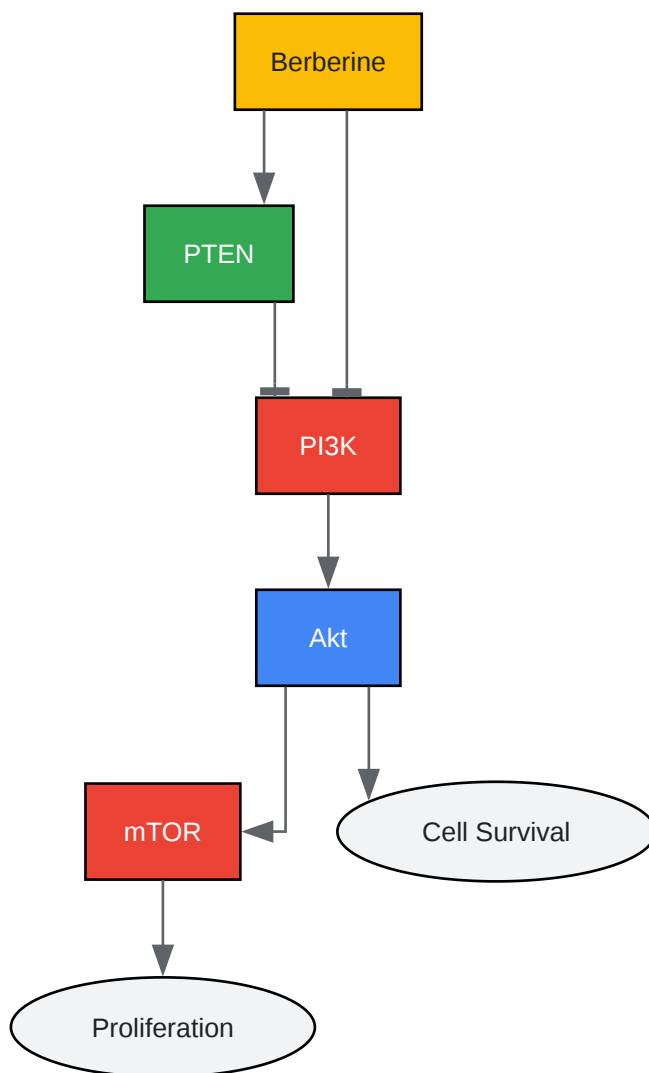 Berberine
PTEN
PI3K
Akt
mTOR
Cell Survival
Proliferation